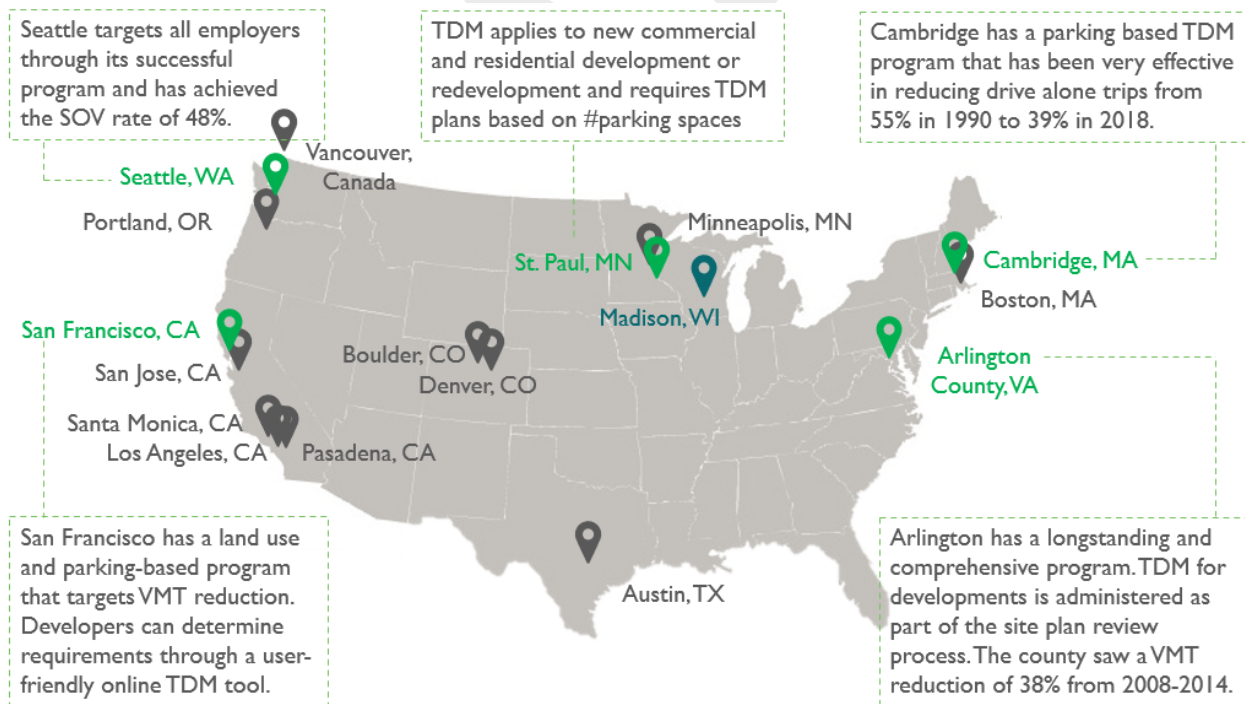 Seattle targets all employers
through its successful
program and has achieved
the SOV rate of 48%.
TDM applies to new commercial
and residential development or
redevelopment and requires TDM
plans based on #parking spaces
Cambridge has a parking based TDM
program that has been very effective
in reducing drive alone trips from
55% in 1990 to 39% in 2018.
Vancouver,
Canada
Seattle, WA
Portland, OR
Minneapolis, MN
St. Paul, MN
Cambridge, MA
Boston, MA
Madison, WI
San Francisco, CA
San Jose, CA
Boulder, CO
Denver, CO
Arlington
County, VA
Santa Monica, CA
Los Angeles, CA
Pasadena, CA
Austin, TX
San Francisco has a land use
and parking-based program
that targets VMT reduction.
Developers can determine
requirements through a user-
friendly online TDM tool.
Arlington has a longstanding and
comprehensive program. TDM for
developments is administered as
part of the site plan review
process. The county saw a VMT
reduction of 38% from 2008-2014.